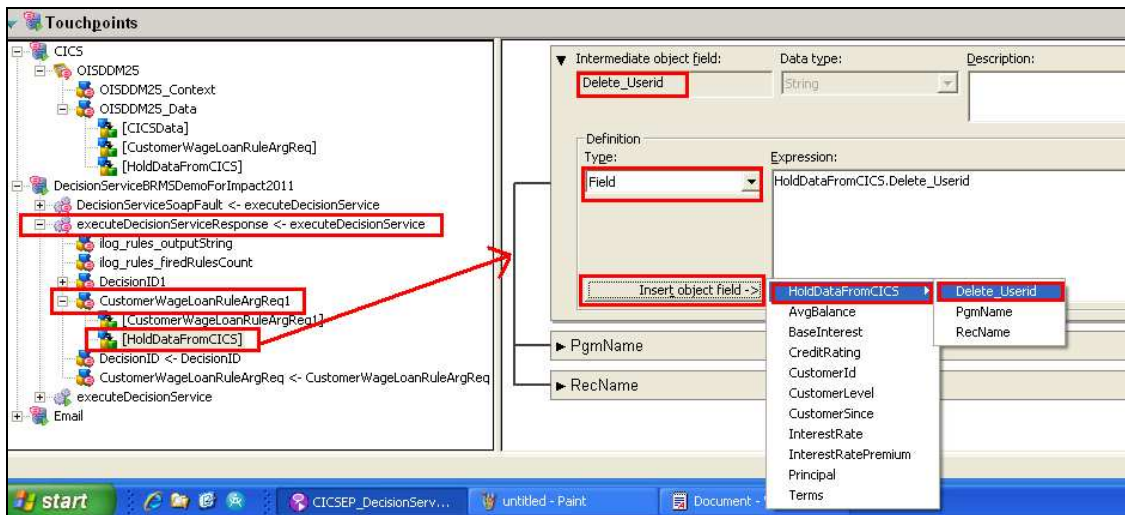 Touchpoints
CICS
OISDDM25
OISDDM25_Context
OISDDM25_Data
[CICSData]
[CustomerWageLoanRuleArgReq]
[HoldDataFromCICS]
DecisionServiceBRMSDemoForImpact2011
DecisionServiceSoapFault <- executeDecisionService
executeDecisionServiceResponse <- executeDecisionService
ilog_rules_outputString
ilog_rules_firedRulesCount
DecisionID1
CustomerWageLoanRuleArgReq1
[CustomerWageLoanRuleArgReq1]
[HoldDataFromCICS]
DecisionID <- DecisionID
CustomerWageLoanRuleArgReq <- CustomerWageLoanRuleArgReq
executeDecisionService
Email
Intermediate object field:
Data type:
Description:
Delete_Userid
String
Definition
Type:
Expression:
Field
HoldDataFromCICS.Delete_Userid
Insert object field ->
HoldDataFromCICS
AvgBalance
BaseInterest
CreditRating
CustomerId
CustomerLevel
CustomerSince
InterestRate
InterestRatePremium
Principal
Terms
Delete_Userid
PgmName
RecName
PgmName
RecName
start
CICSEP_DecisionServ...
untitled - Paint
Document -